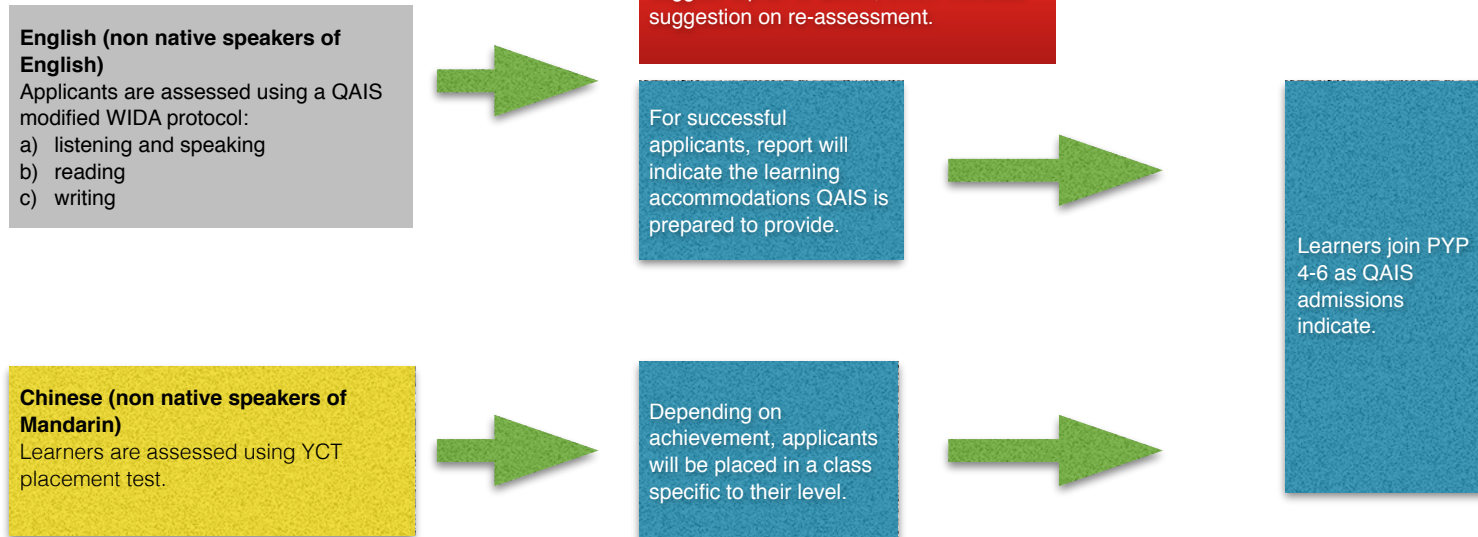 English (non native speakers of
English)
Applicants are assessed using a QAIS
modified WIDA protocol:
a) listening and speaking
b) reading
c) writing
suggestion on re-assessment.
For successful
applicants, report will
indicate the learning
accommodations QAIS is
prepared to provide.
Learners join PYP
4-6 as QAIS
admissions
indicate.
Chinese (non native speakers of
Mandarin)
Learners are assessed using YCT
placement test.
Depending on
achievement, applicants
will be placed in a class
specific to their level.